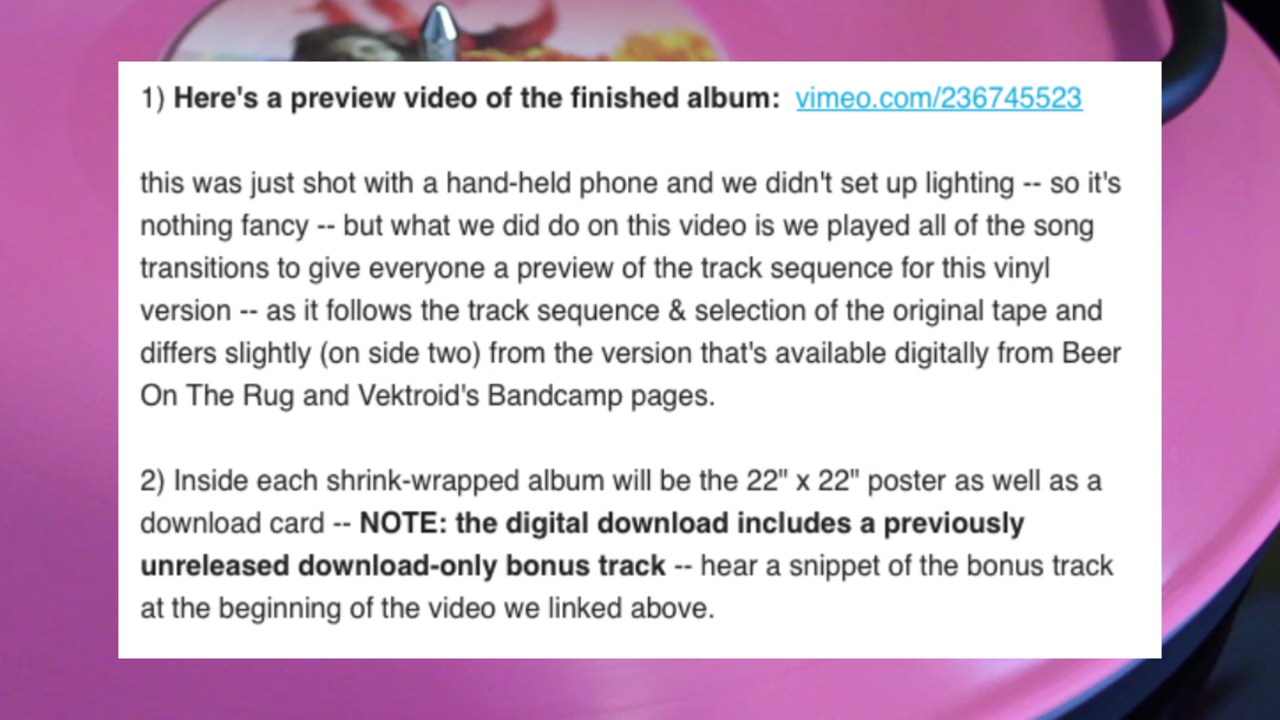 1) Here's a preview video of the finished album: vimeo.com/236745523
this was just shot with a hand-held phone and we didn't set up lighting -- so it's
nothing fancy -- but what we did do on this video is we played all of the song
transitions to give everyone a preview of the track sequence for this vinyl
version -- as it follows the track sequence & selection of the original tape and
differs slightly (on side two) from the version that's available digitally from Beer
On The Rug and Vektroid's Bandcamp pages.
2) Inside each shrink-wrapped album will be the 22" x 22" poster as well as a
download card -- NOTE: the digital download includes a previously
unreleased download-only bonus track -- hear a snippet of the bonus track
at the beginning of the video we linked above.